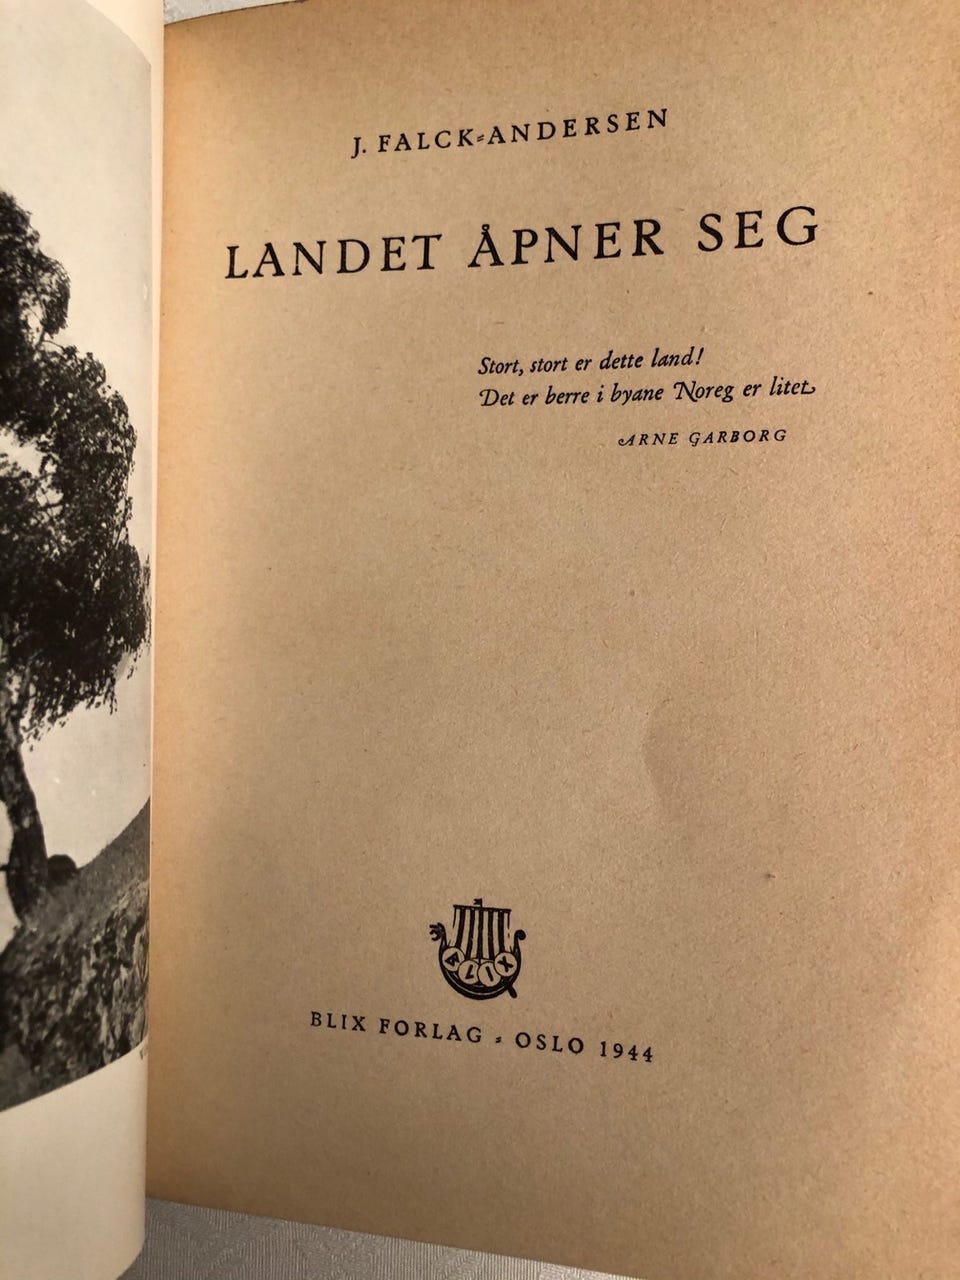 J. FALCK-ANDERSEN
LANDET ÅPNER SEG
Stort, stort er dette land!
Det er berre i byane Noreg er litet
ARNE GARBORG
BLIX
BLIX FORLAG - OSLO 1944